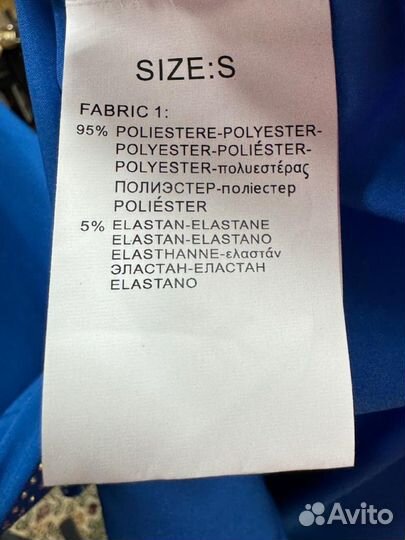 SIZE:S
FABRIC 1:
95% POLIESTERE-POLYESTER-
POLYESTER-POLIÉSTER-
POLYESTER-πολυεστέρας
ПОЛИЭСТЕР-поліестер
POLIÉSTER
5% ELASTAN-ELASTANE
ELASTAN-ELASTANO
ELASTHANNE-ελαστάν
ЭЛАСТАН-ЕЛАСТАН
ELASTANO
Avito